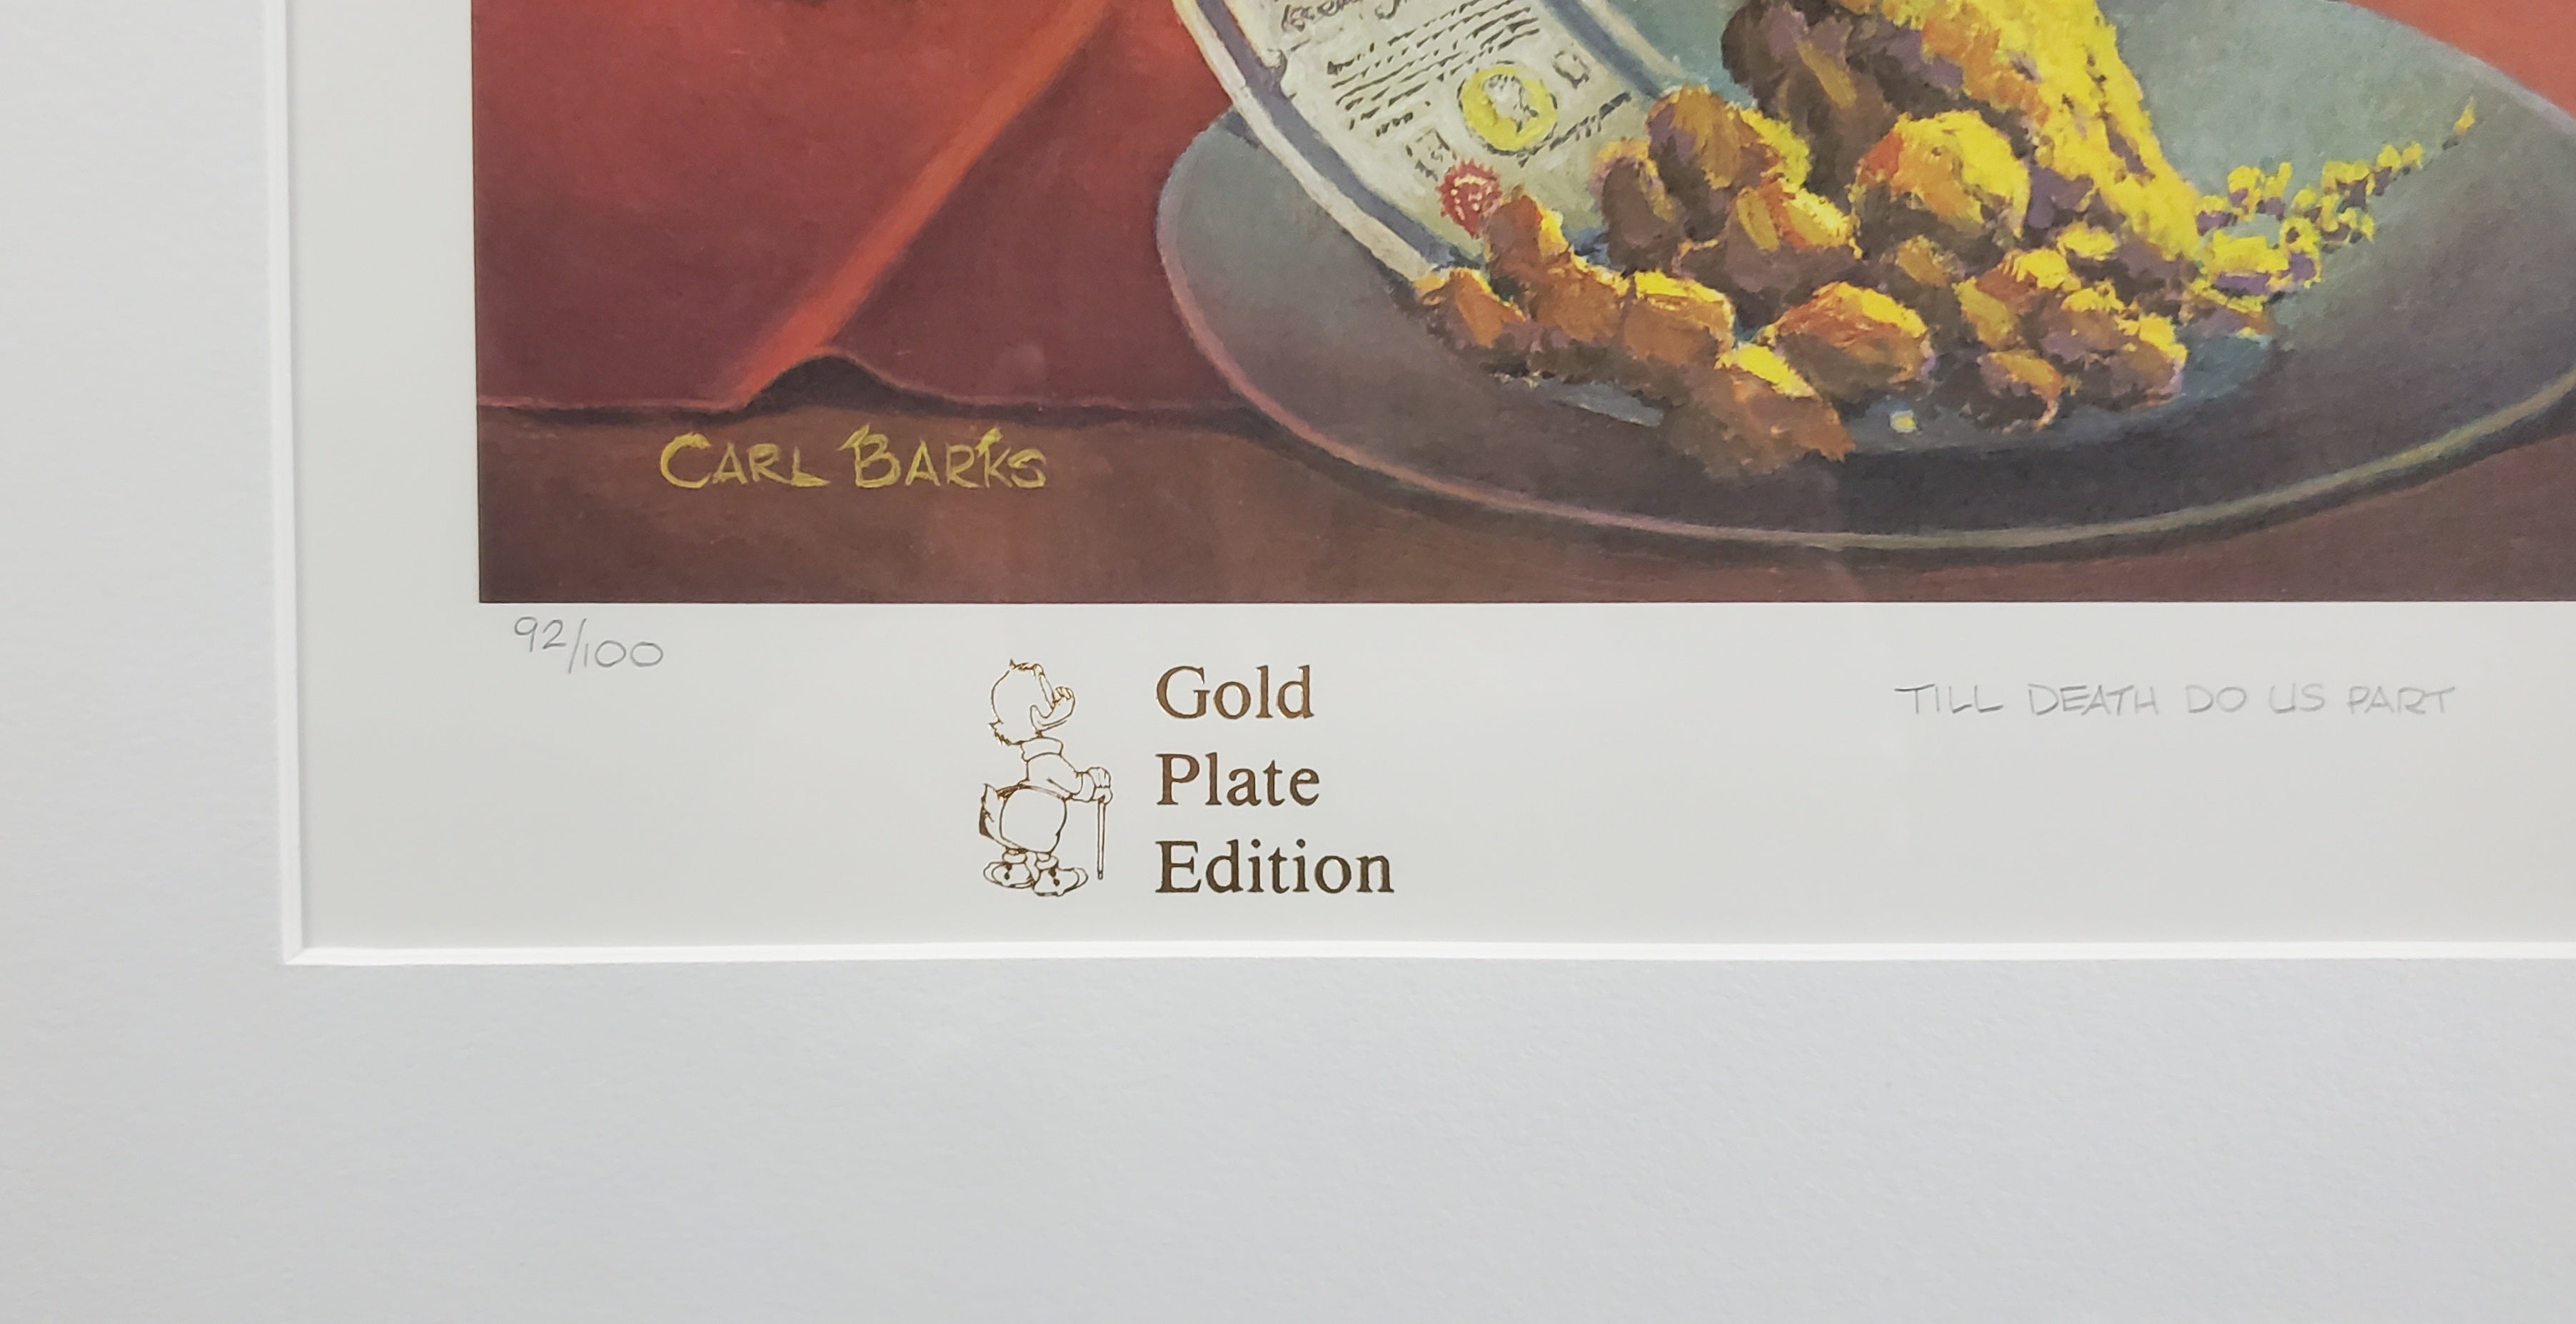 CARL BARKS
92/100
Gold
Plate
Edition
TILL DEATH DO US PART